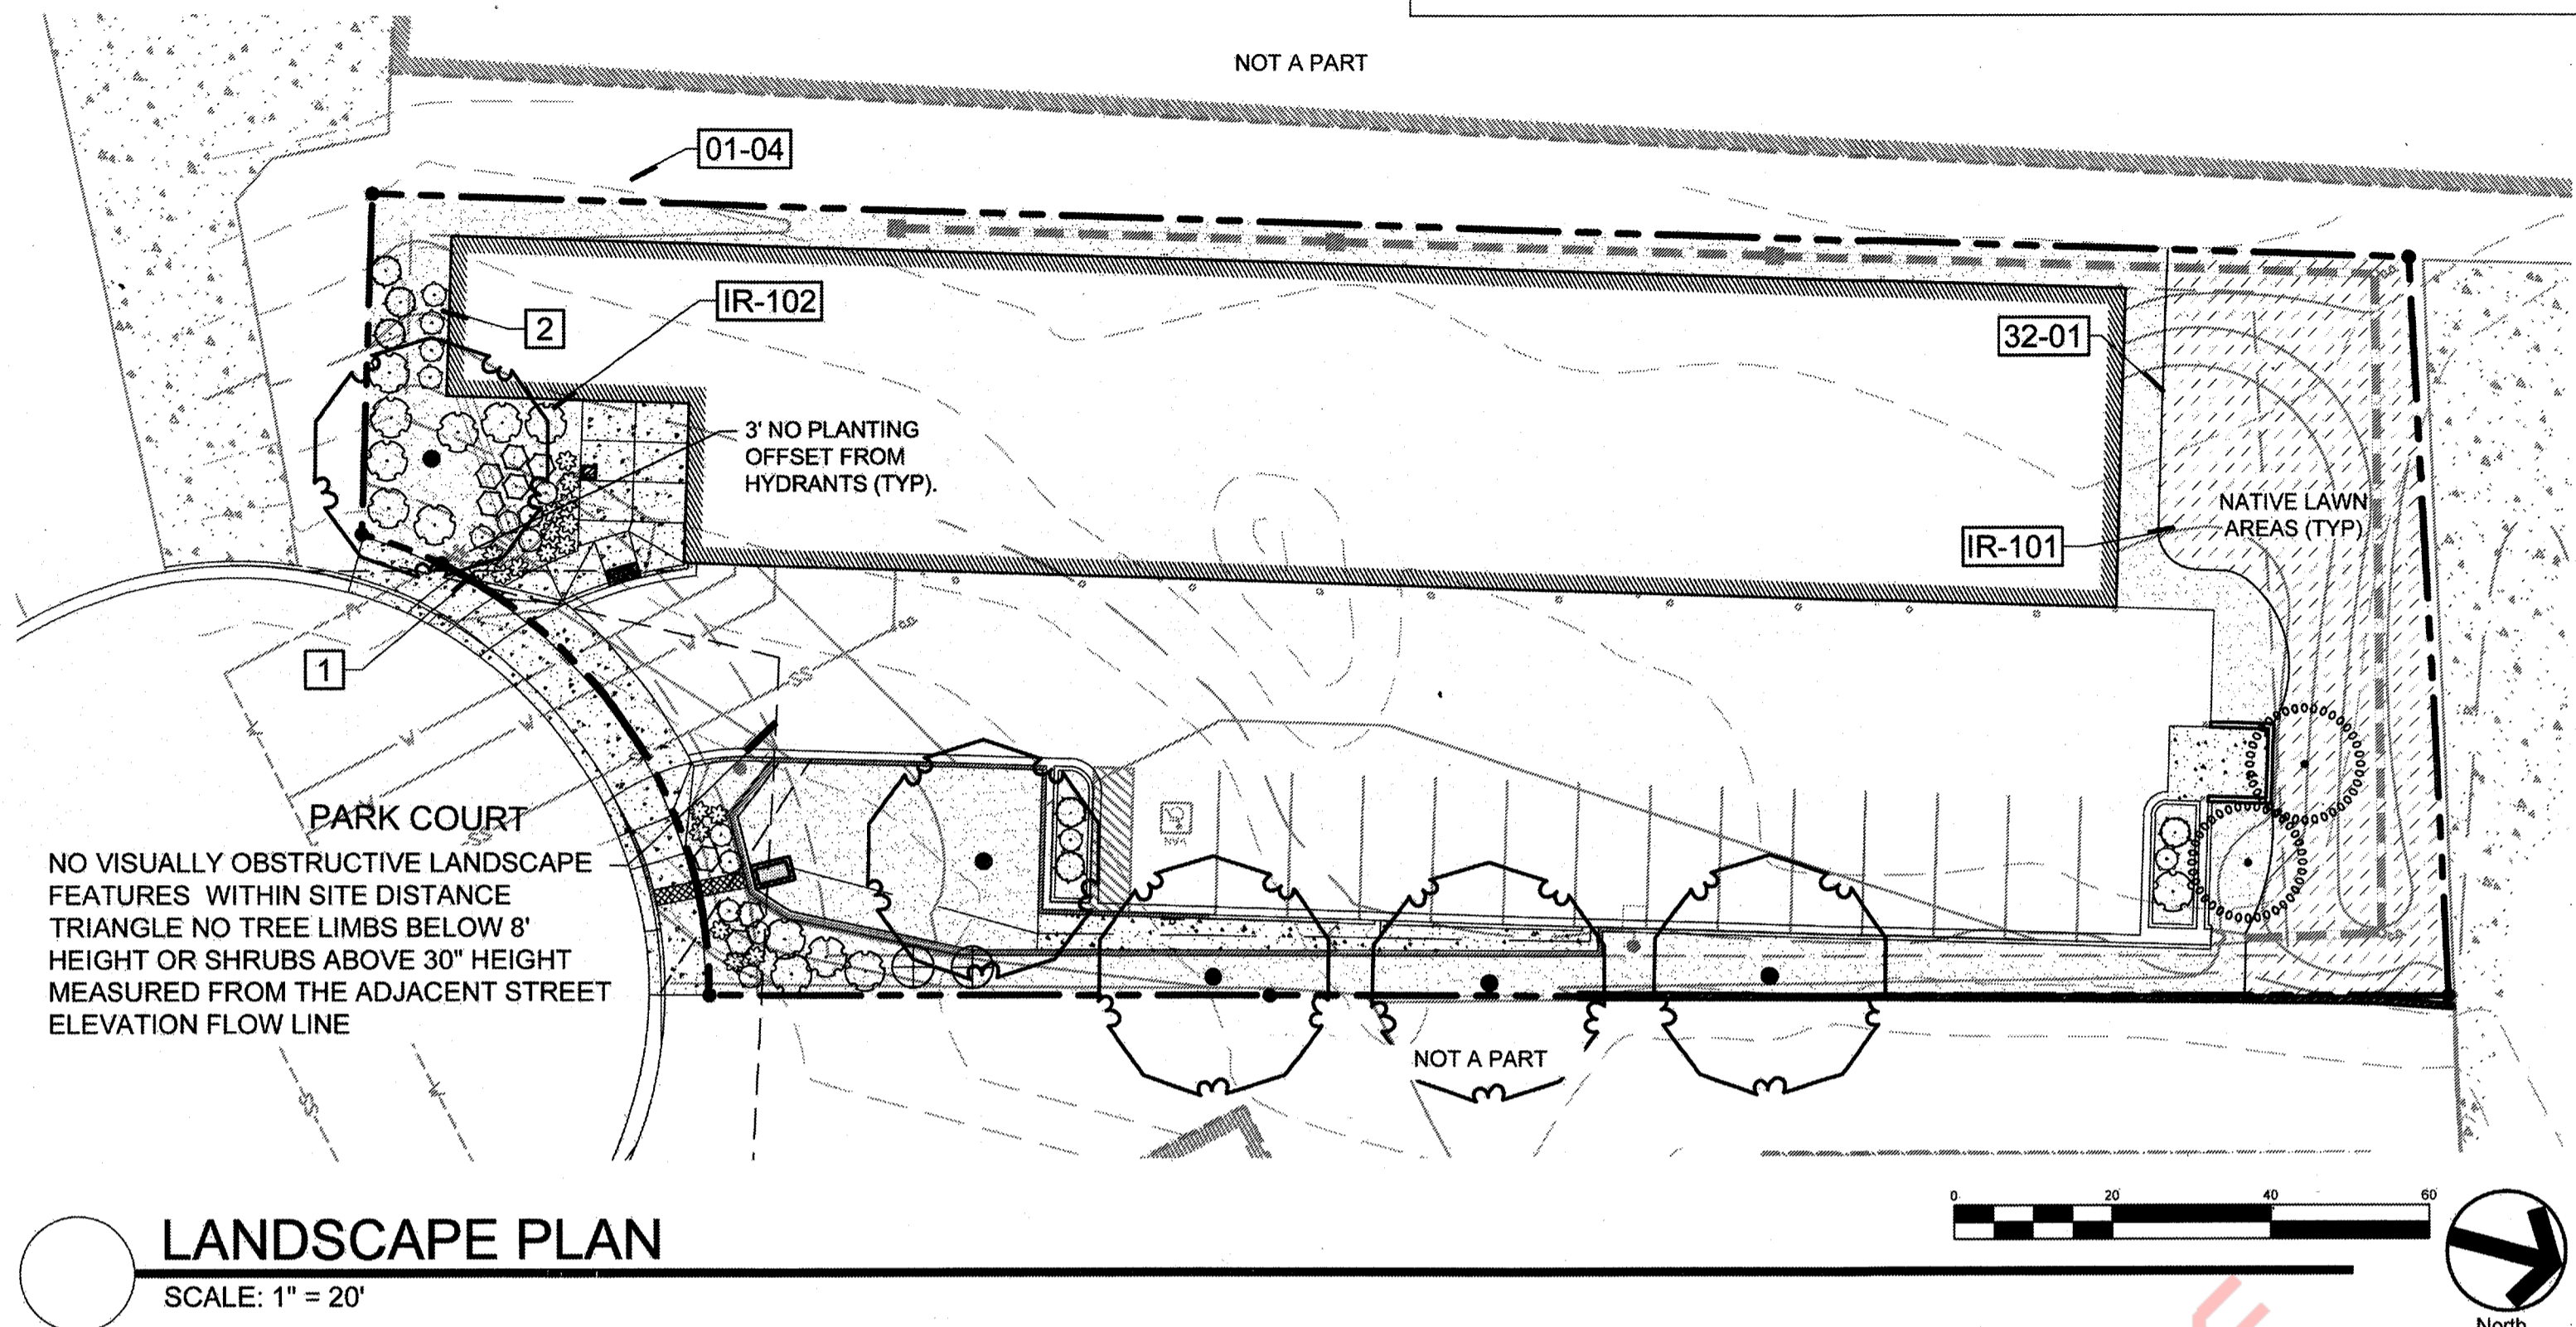 NOT A PART
01-04
IR-102
2
32-01
3' NO PLANTING
OFFSET FROM
HYDRANTS (TYP).
NATIVE LAWN
AREAS (TYP)
IR-101
1
SS
W
W
SS
PARK COURT
NO VISUALLY OBSTRUCTIVE LANDSCAPE
FEATURES WITHIN SITE DISTANCE
TRIANGLE NO TREE LIMBS BELOW 8'
HEIGHT OR SHRUBS ABOVE 30" HEIGHT
MEASURED FROM THE ADJACENT STREET
ELEVATION FLOW LINE
NOT A PART
SS
W
0 20' 40' 60'
LANDSCAPE PLAN
SCALE: 1" = 20'
North